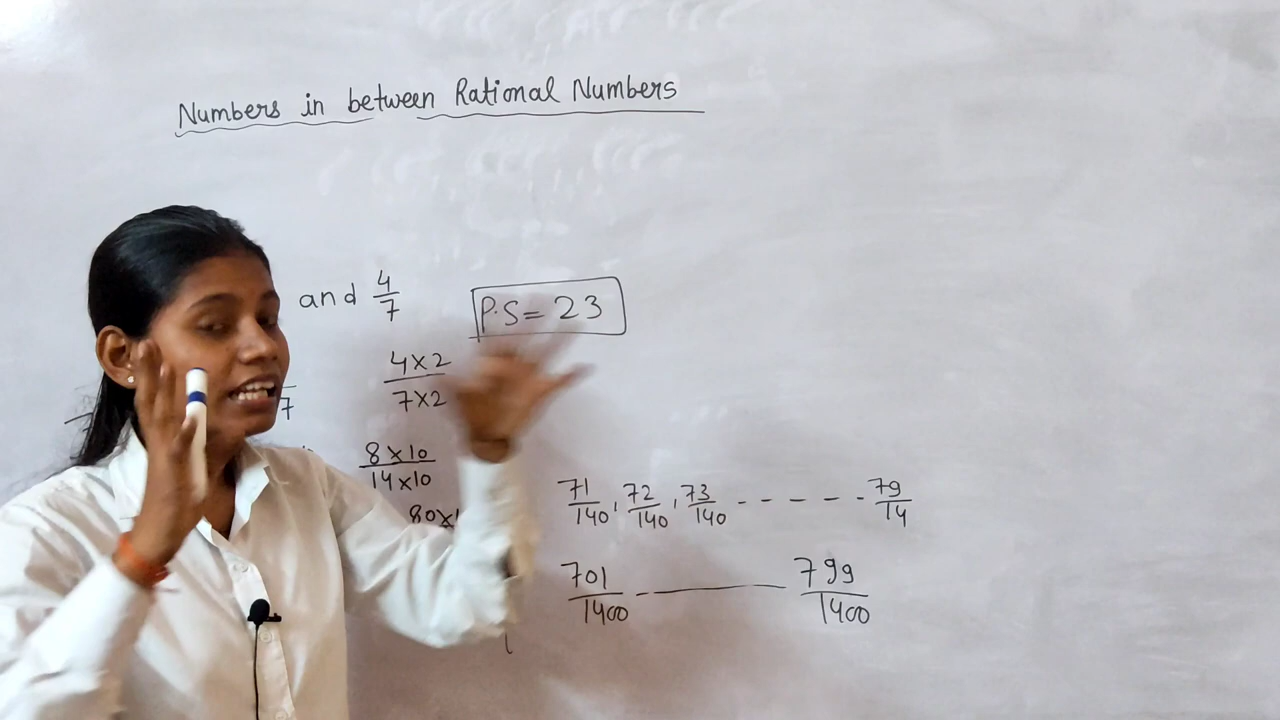 Numbers in between Rational Numbers
and 4/7
P.S = 23
4×2/7×2
7
8×10/14×10
80×
71/140, 72/140, 73/140 - - - - - - 79/14
701/1400 - ———— 799/1400